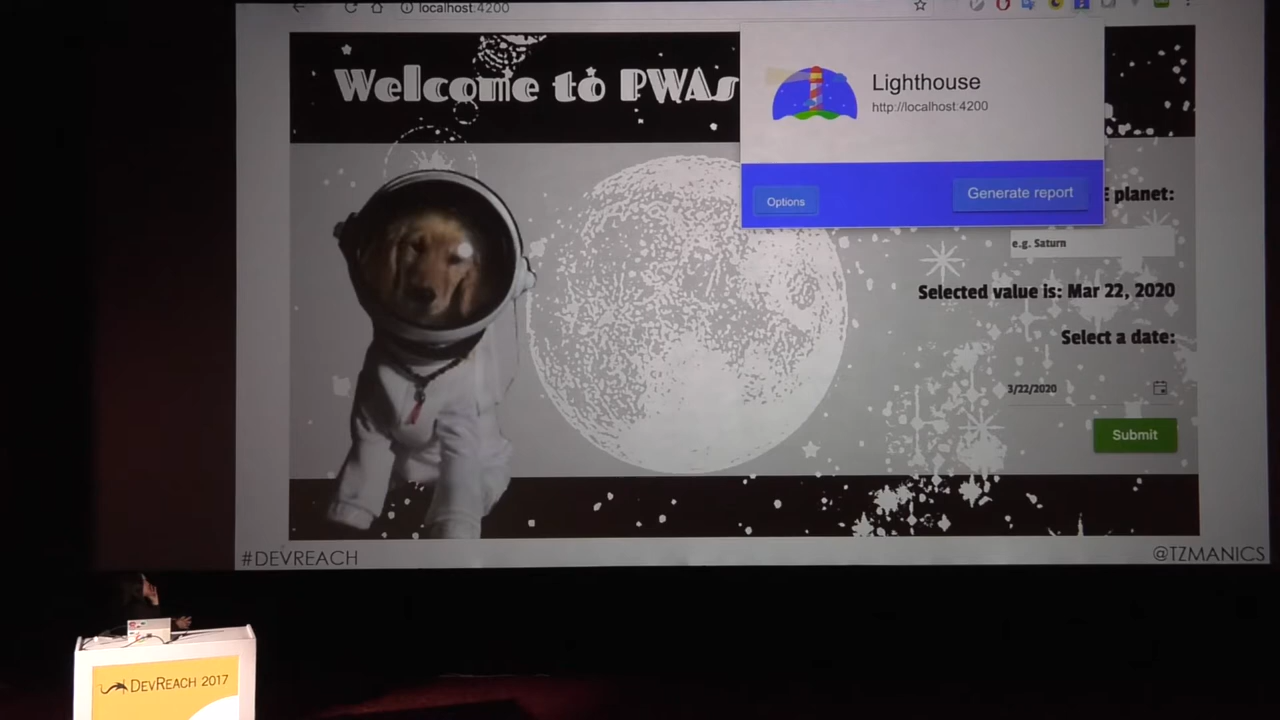 localhost:4200
Welcome to PWAs
Lighthouse
http://localhost:4200
Options
Generate report
planet:
e.g. Saturn
Selected value is: Mar 22, 2020
Select a date:
3/22/2020
Submit
#DEVREACH
@TZMANICS
DEVREACH 2017